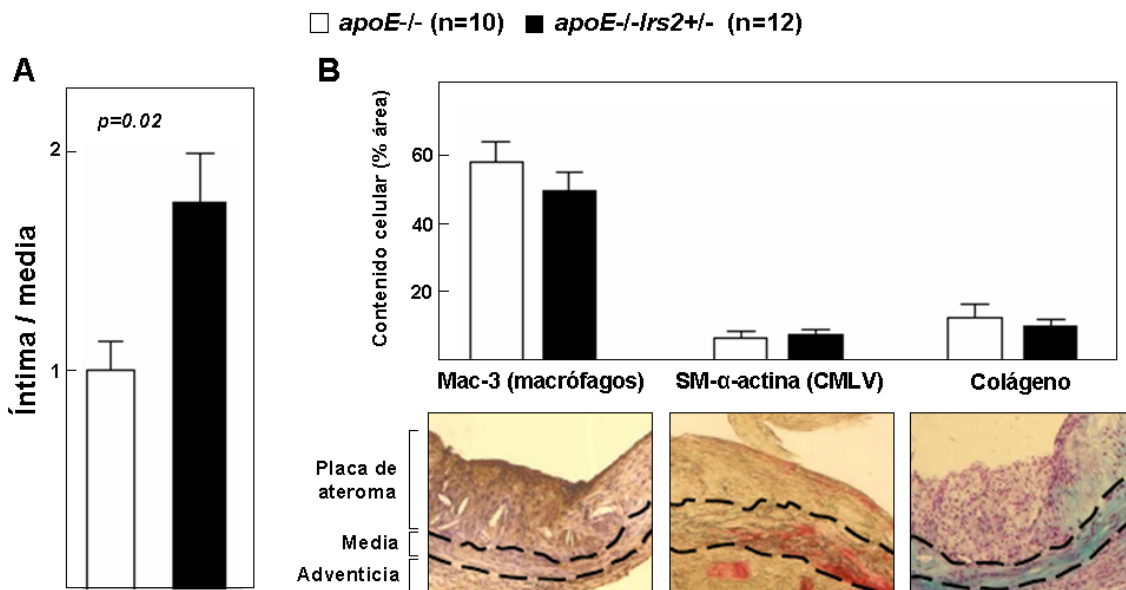 apoE-/- (n=10) apoE-/-Irs2+/- (n=12)
A
p=0.02
2
1
Íntima / media
B
Contenido celular (% área)
60
40
20
Mac-3 (macrófagos) SM-α-actina (CMLV) Colágeno
Placa de
ateroma
Media
Adventicia